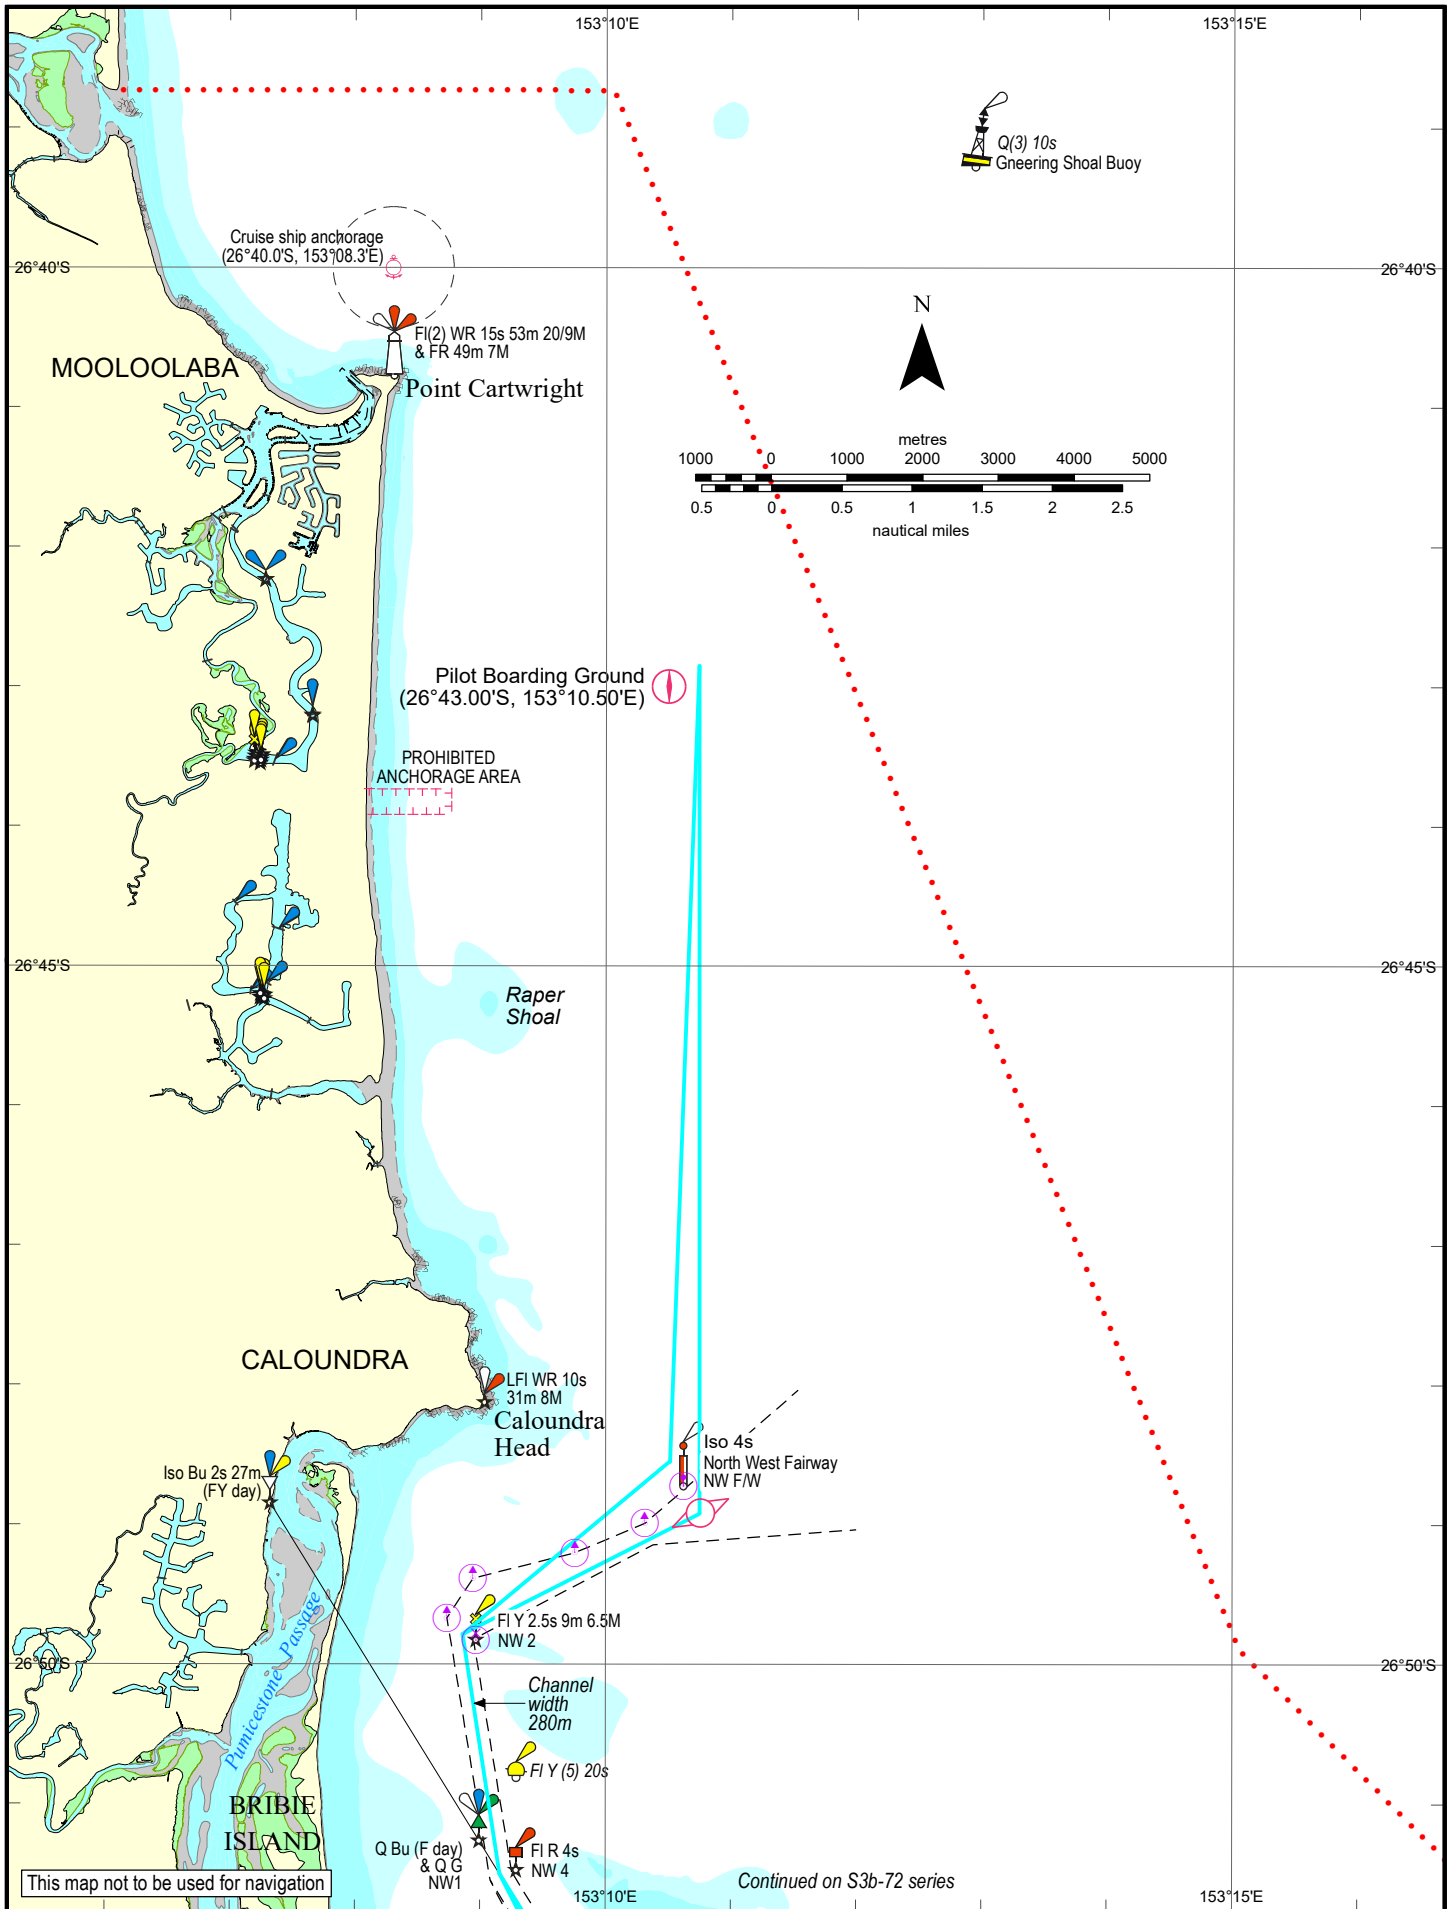 153°10'E
153°15'E
Q(3) 10s
Gneering Shoal Buoy
Cruise ship anchorage
(26°40.0'S, 153°08.3'E)
26°40'S
26°40'S
N
Fl(2) WR 15s 53m 20/9M
& FR 49m 7M
MOOLOOLABA
Point Cartwright
metres
1000 0 1000 2000 3000 4000 5000
0.5 0 0.5 1 1.5 2 2.5
nautical miles
Pilot Boarding Ground
(26°43.00'S, 153°10.50'E)
PROHIBITED
ANCHORAGE AREA
26°45'S
26°45'S
Raper
Shoal
CALOUNDRA
LFl WR 10s
31m 8M
Caloundra
Head
Iso 4s
North West Fairway
NW F/W
Iso Bu 2s 27m
(FY day)
Fl Y 2.5s 9m 6.5M
NW 2
Pumicestone Passage
26°50'S
26°50'S
Channel
width
280m
Fl Y (5) 20s
BRIBIE
ISLAND
Q Bu (F day)
& Q G
NW1
Fl R 4s
NW 4
This map not to be used for navigation
Continued on S3b-72 series
153°10'E
153°15'E